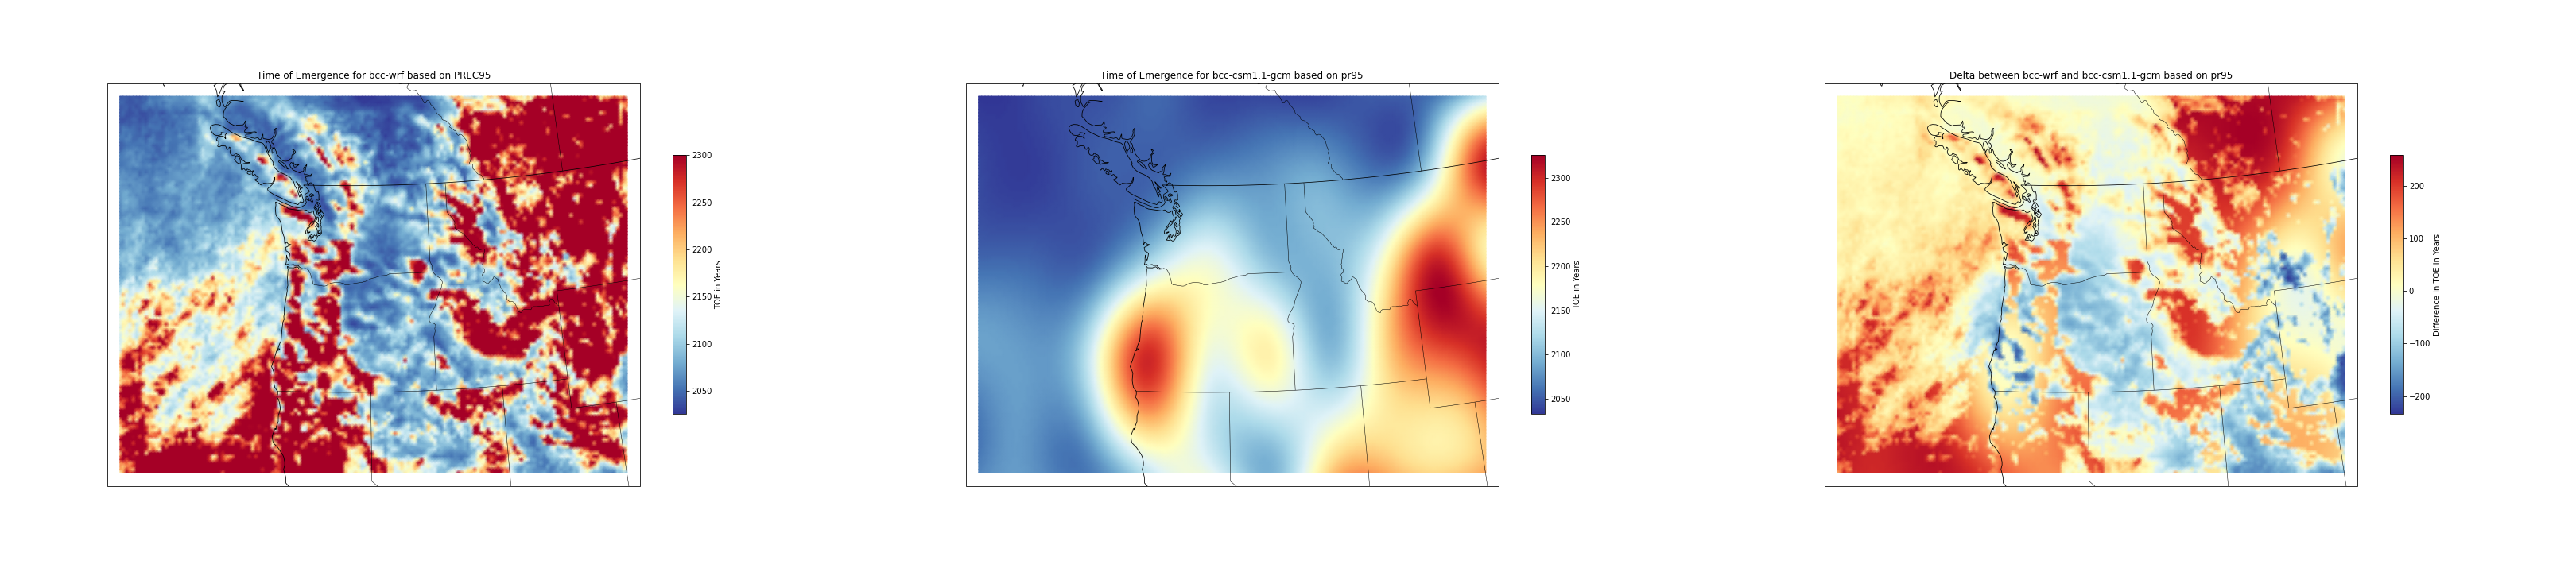 Time of Emergence for bcc-wrf based on PREC95
2300
2250
2200
2150
2100
2050
TOE in Years
Time of Emergence for bcc-csm1.1-gcm based on pr95
2300
2250
2200
2150
2100
2050
TOE in Years
Delta between bcc-wrf and bcc-csm1.1-gcm based on pr95
200
100
0
−100
−200
Difference in TOE in Years